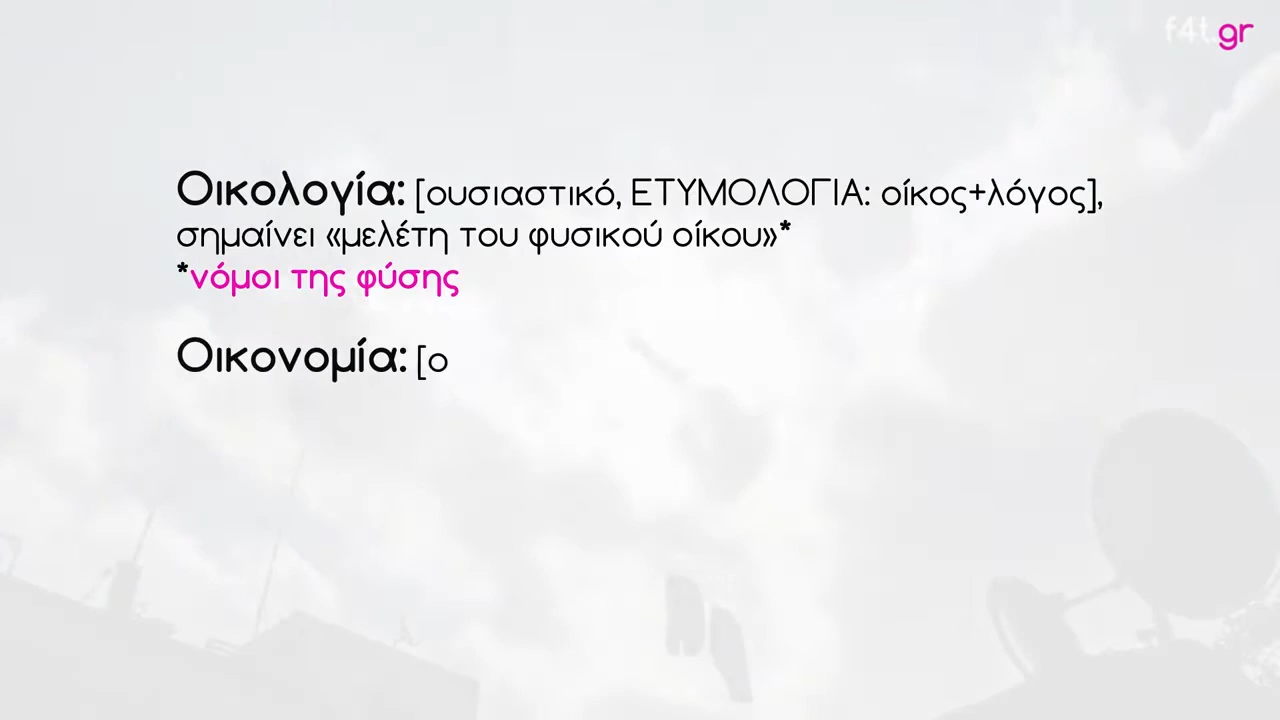 f4t.gr
Οικολογία: [ουσιαστικό, ΕΤΥΜΟΛΟΓΙΑ: οίκος+λόγος],
σημαίνει «μελέτη του φυσικού οίκου»*
*νόμοι της φύσης
Οικονομία: [ο